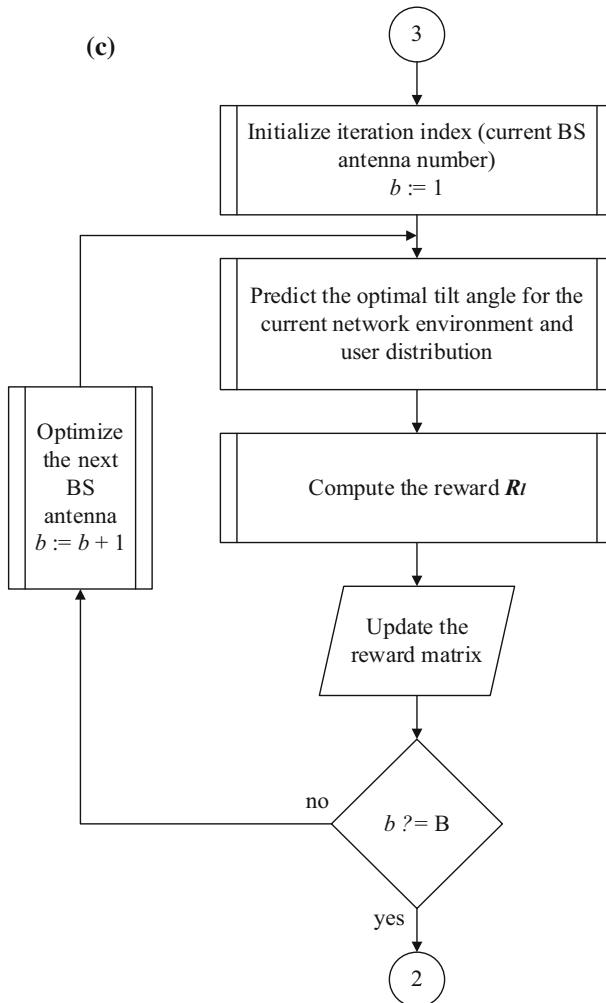 (c)
3
Initialize iteration index (current BS
antenna number)
b := 1
Predict the optimal tilt angle for the
current network environment and
user distribution
Optimize
the next
BS
antenna
b := b + 1
Compute the reward Rl
Update the
reward matrix
no
b ?= B
yes
2